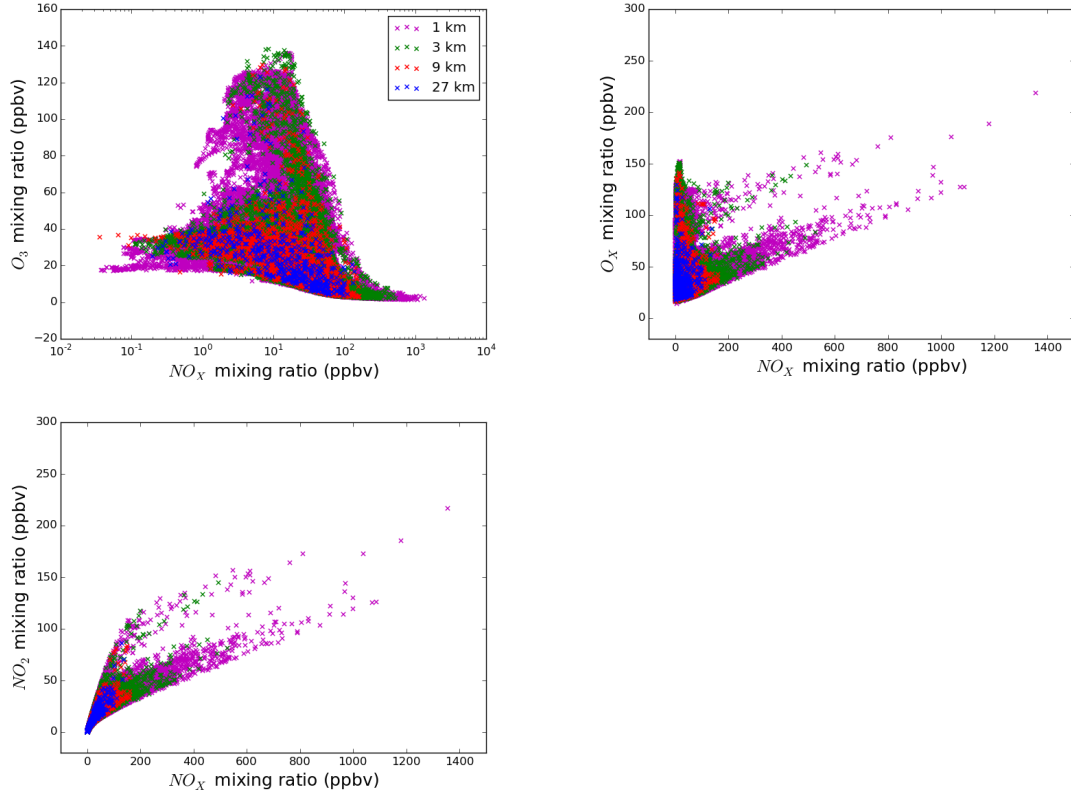 160
140
120
100
80
60
40
20
0
−20
O₃ mixing ratio (ppbv)
1 km
3 km
9 km
27 km
10⁻² 10⁻¹ 10⁰ 10¹ 10² 10³ 10⁴
NO_X mixing ratio (ppbv)
300
250
200
150
100
50
0
O_X mixing ratio (ppbv)
0 200 400 600 800 1000 1200 1400
NO_X mixing ratio (ppbv)
300
250
200
150
100
50
0
NO₂ mixing ratio (ppbv)
0 200 400 600 800 1000 1200 1400
NO_X mixing ratio (ppbv)